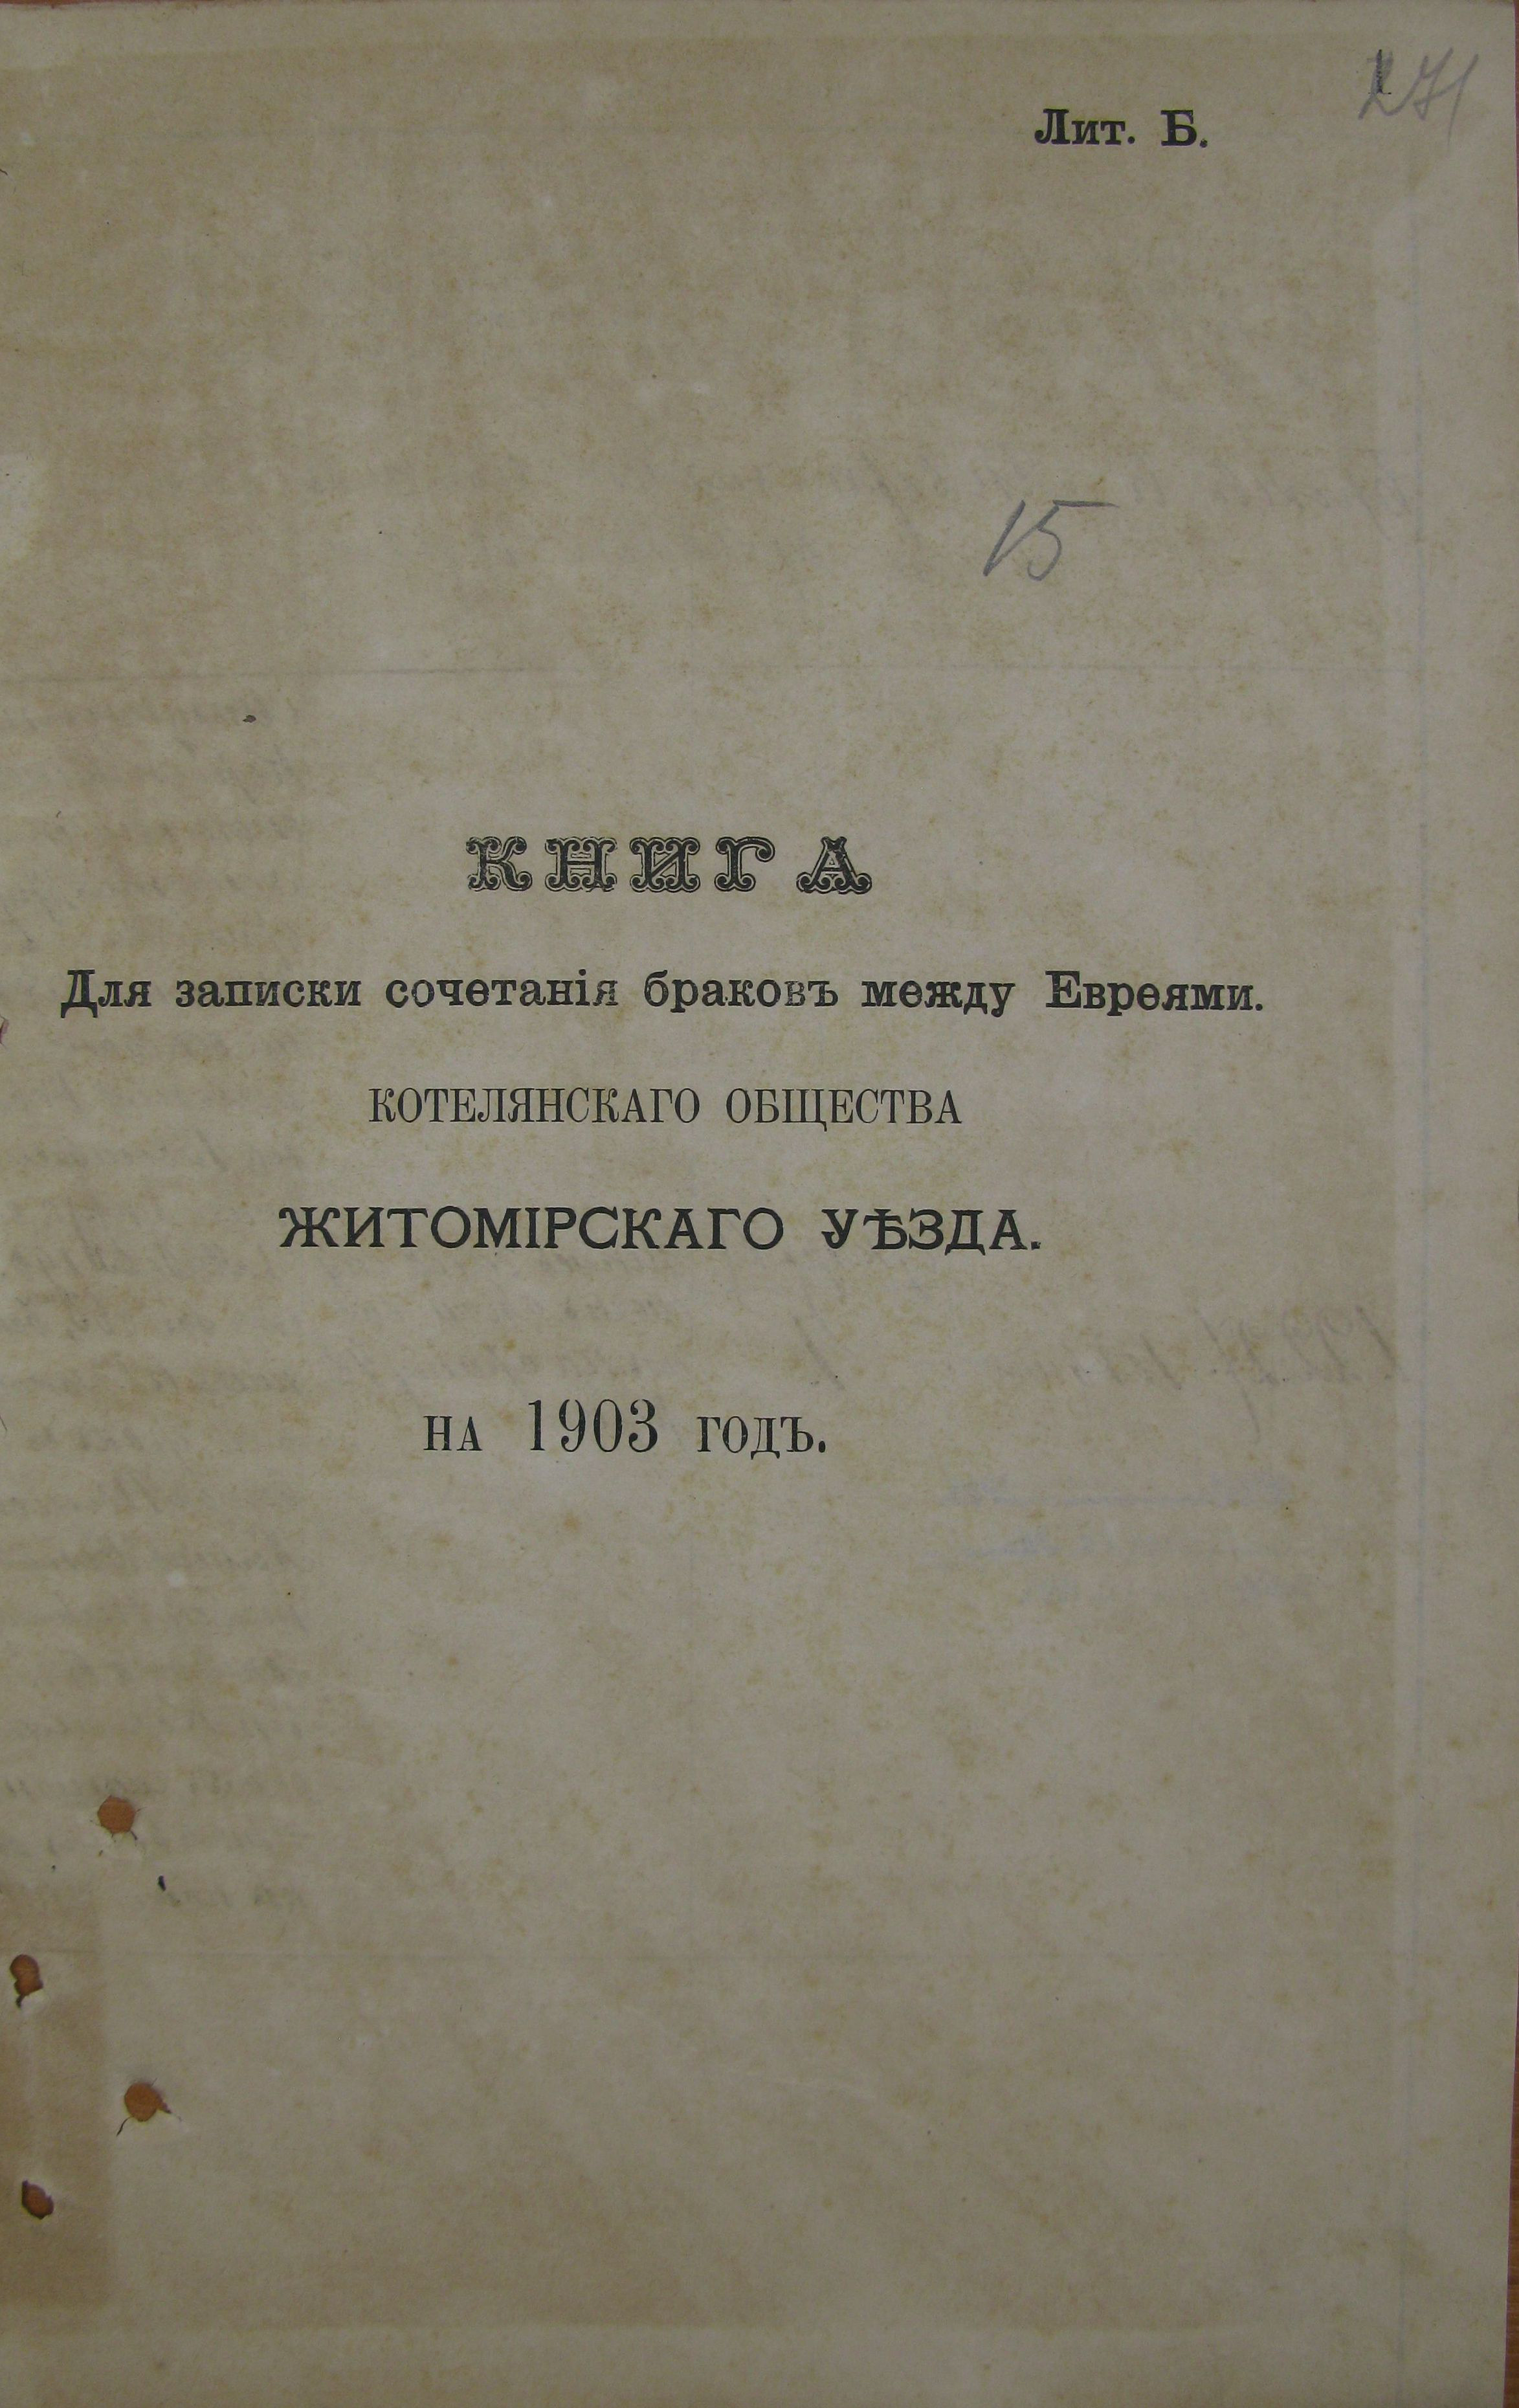 271
Лит. Б.
15
КНИГА
Для записки сочетанія браковъ между Евреями.
КОТЕЛЯНСКАГО ОБЩЕСТВА
ЖИТОМІРСКАГО УѢЗДА.
НА 1903 ГОДЪ.